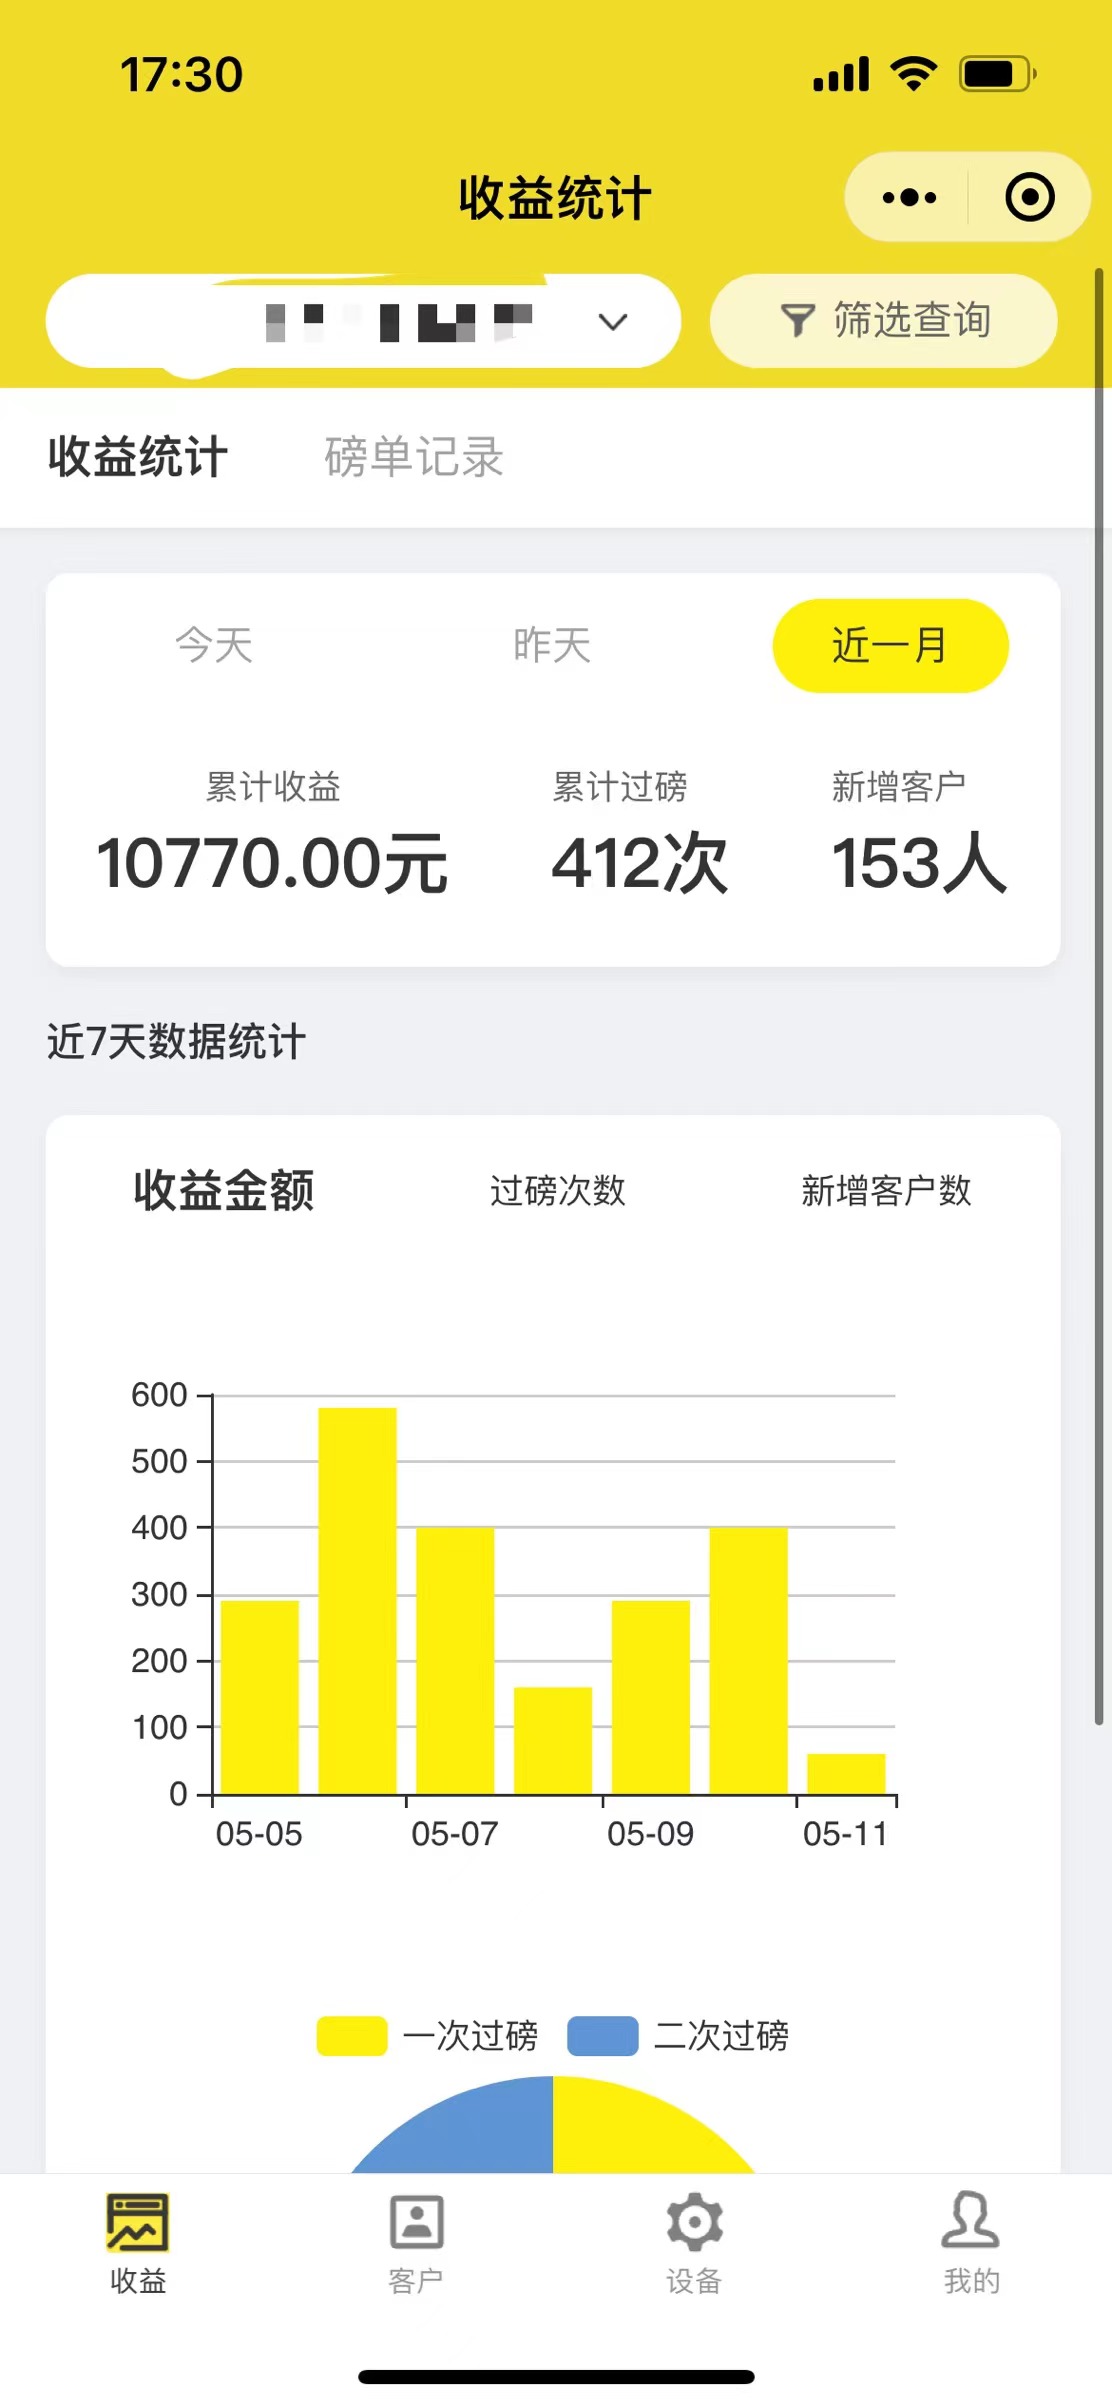 17:30
收益统计
筛选查询
收益统计 磅单记录
今天 昨天 近一月
累计收益 累计过磅 新增客户
10770.00元 412次 153人
近7天数据统计
收益金额 过磅次数 新增客户数
600
500
400
300
200
100
0
05-05 05-07 05-09 05-11
一次过磅 二次过磅
收益 客户 设备 我的